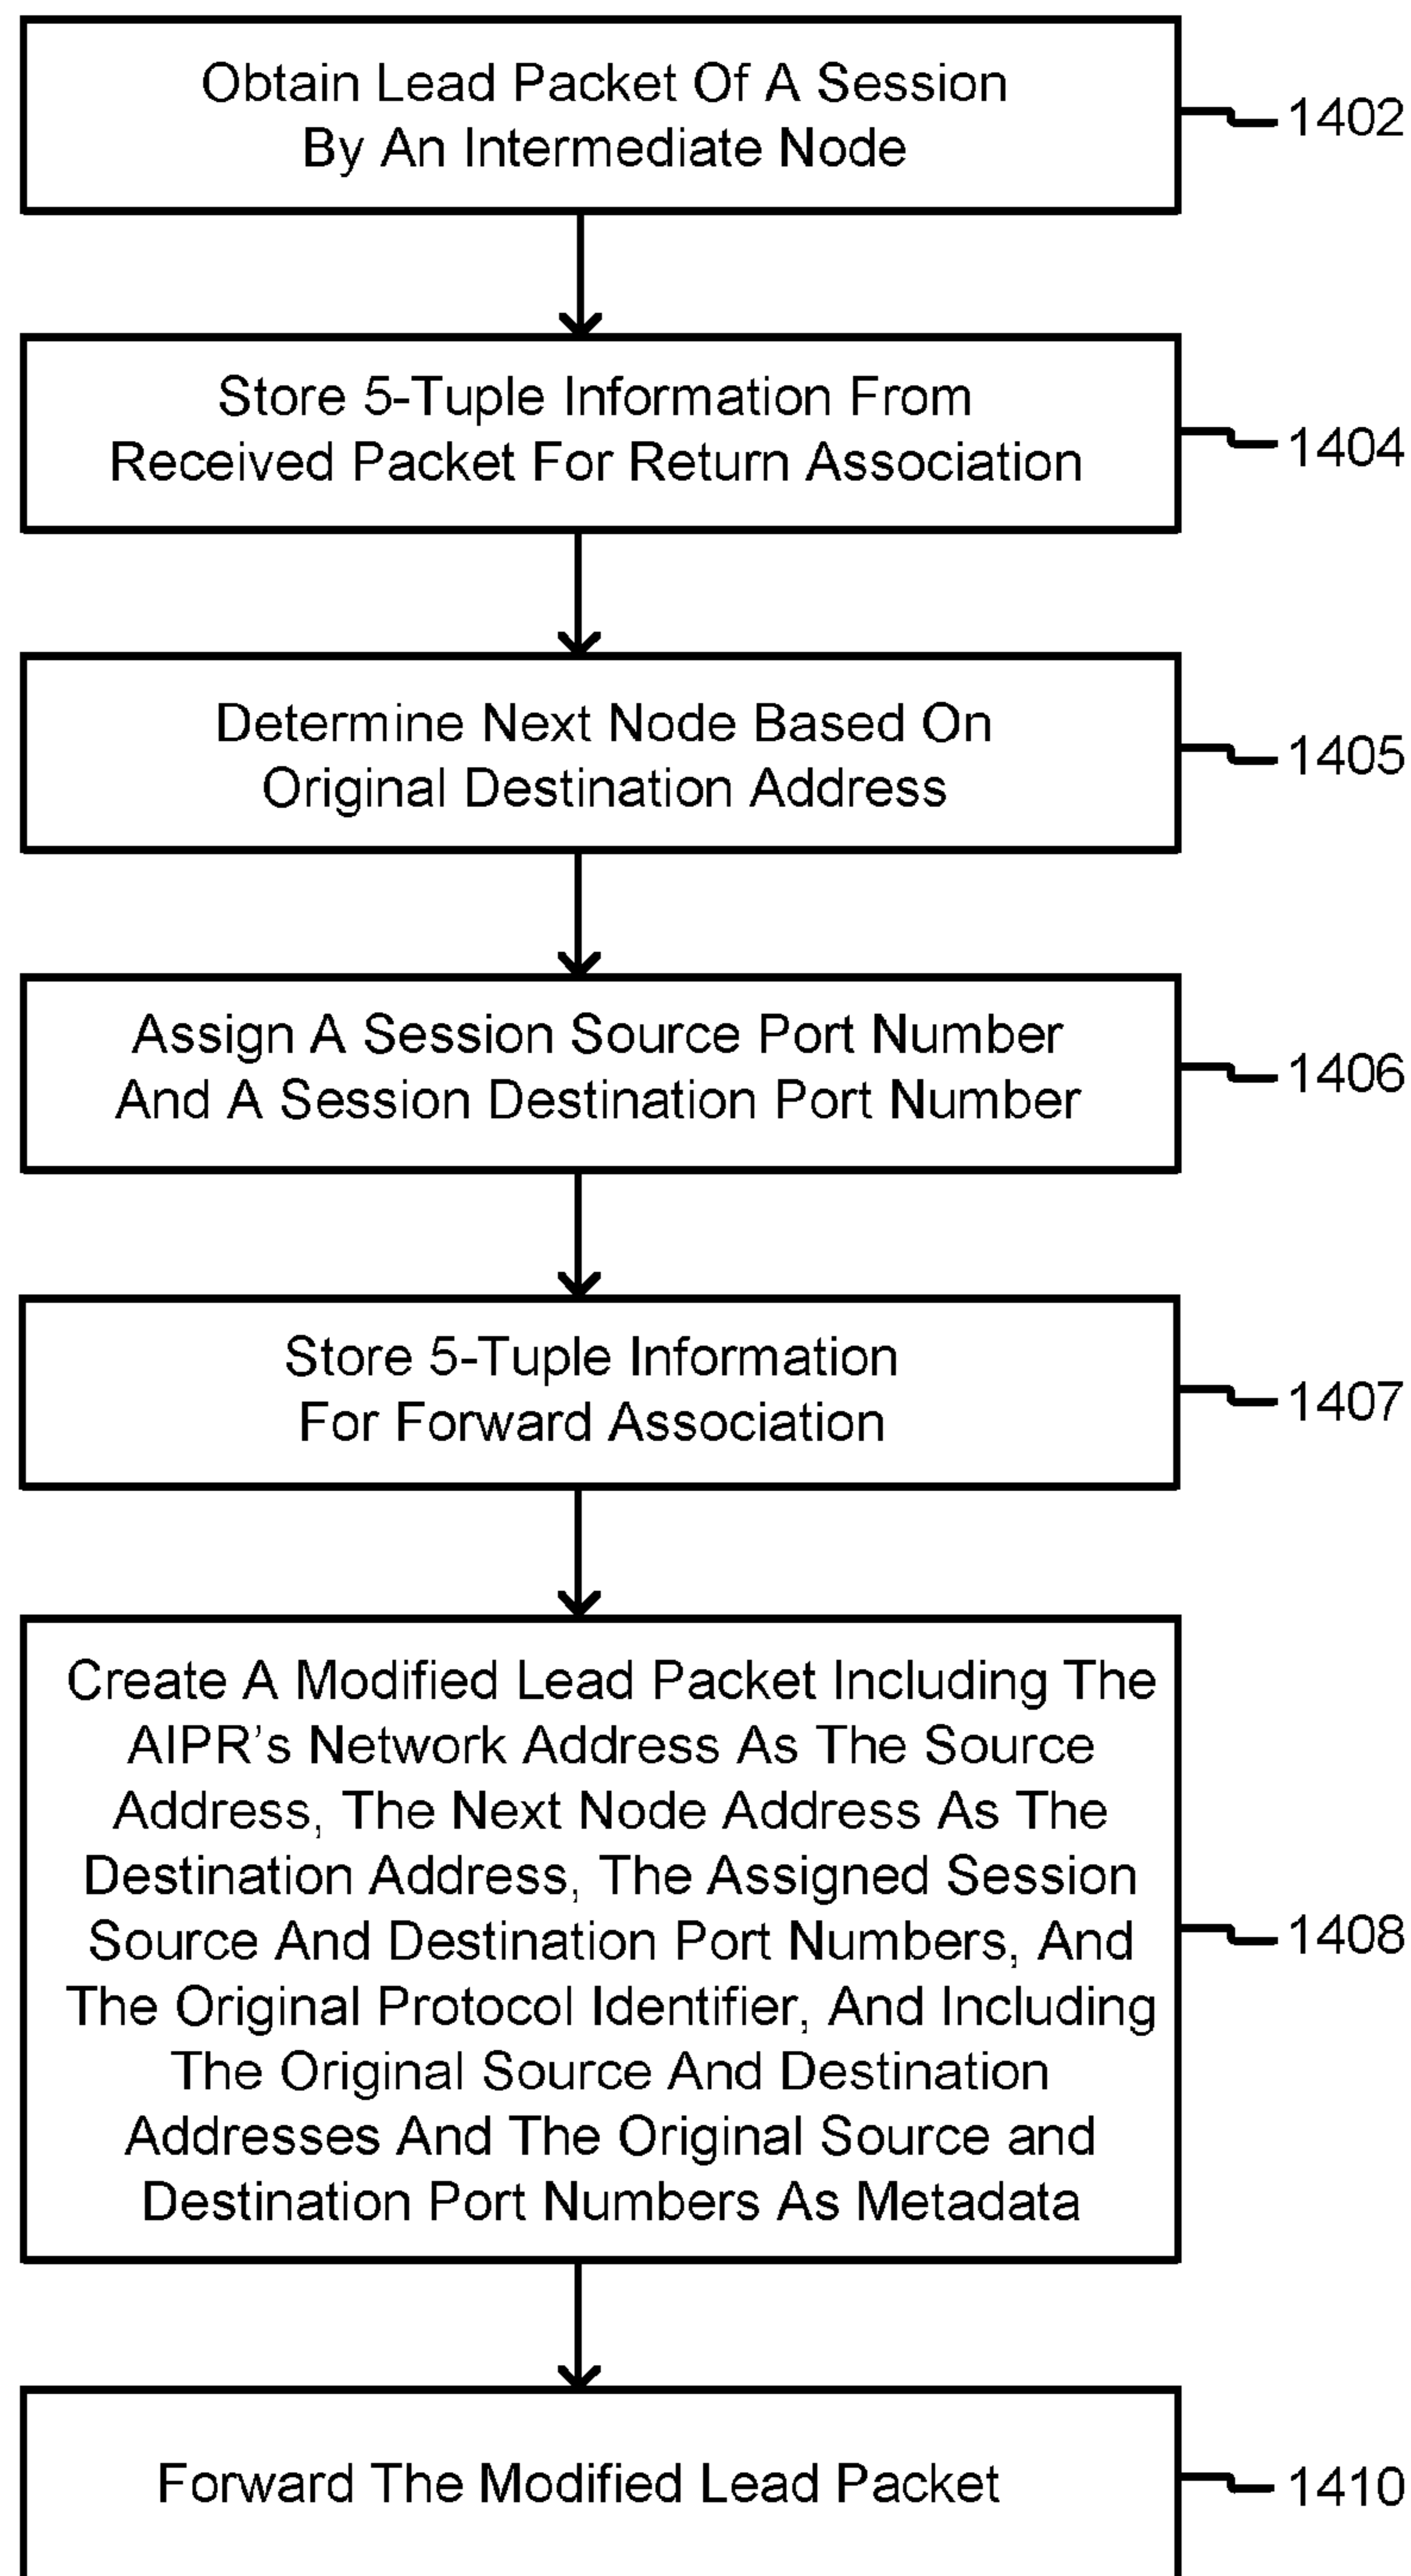 Obtain Lead Packet Of A Session
By An Intermediate Node
1402
Store 5-Tuple Information From
Received Packet For Return Association
1404
Determine Next Node Based On
Original Destination Address
1405
Assign A Session Source Port Number
And A Session Destination Port Number
1406
Store 5-Tuple Information
For Forward Association
1407
Create A Modified Lead Packet Including The
AIPR's Network Address As The Source
Address, The Next Node Address As The
Destination Address, The Assigned Session
Source And Destination Port Numbers, And
The Original Protocol Identifier, And Including
The Original Source And Destination
Addresses And The Original Source and
Destination Port Numbers As Metadata
1408
Forward The Modified Lead Packet
1410